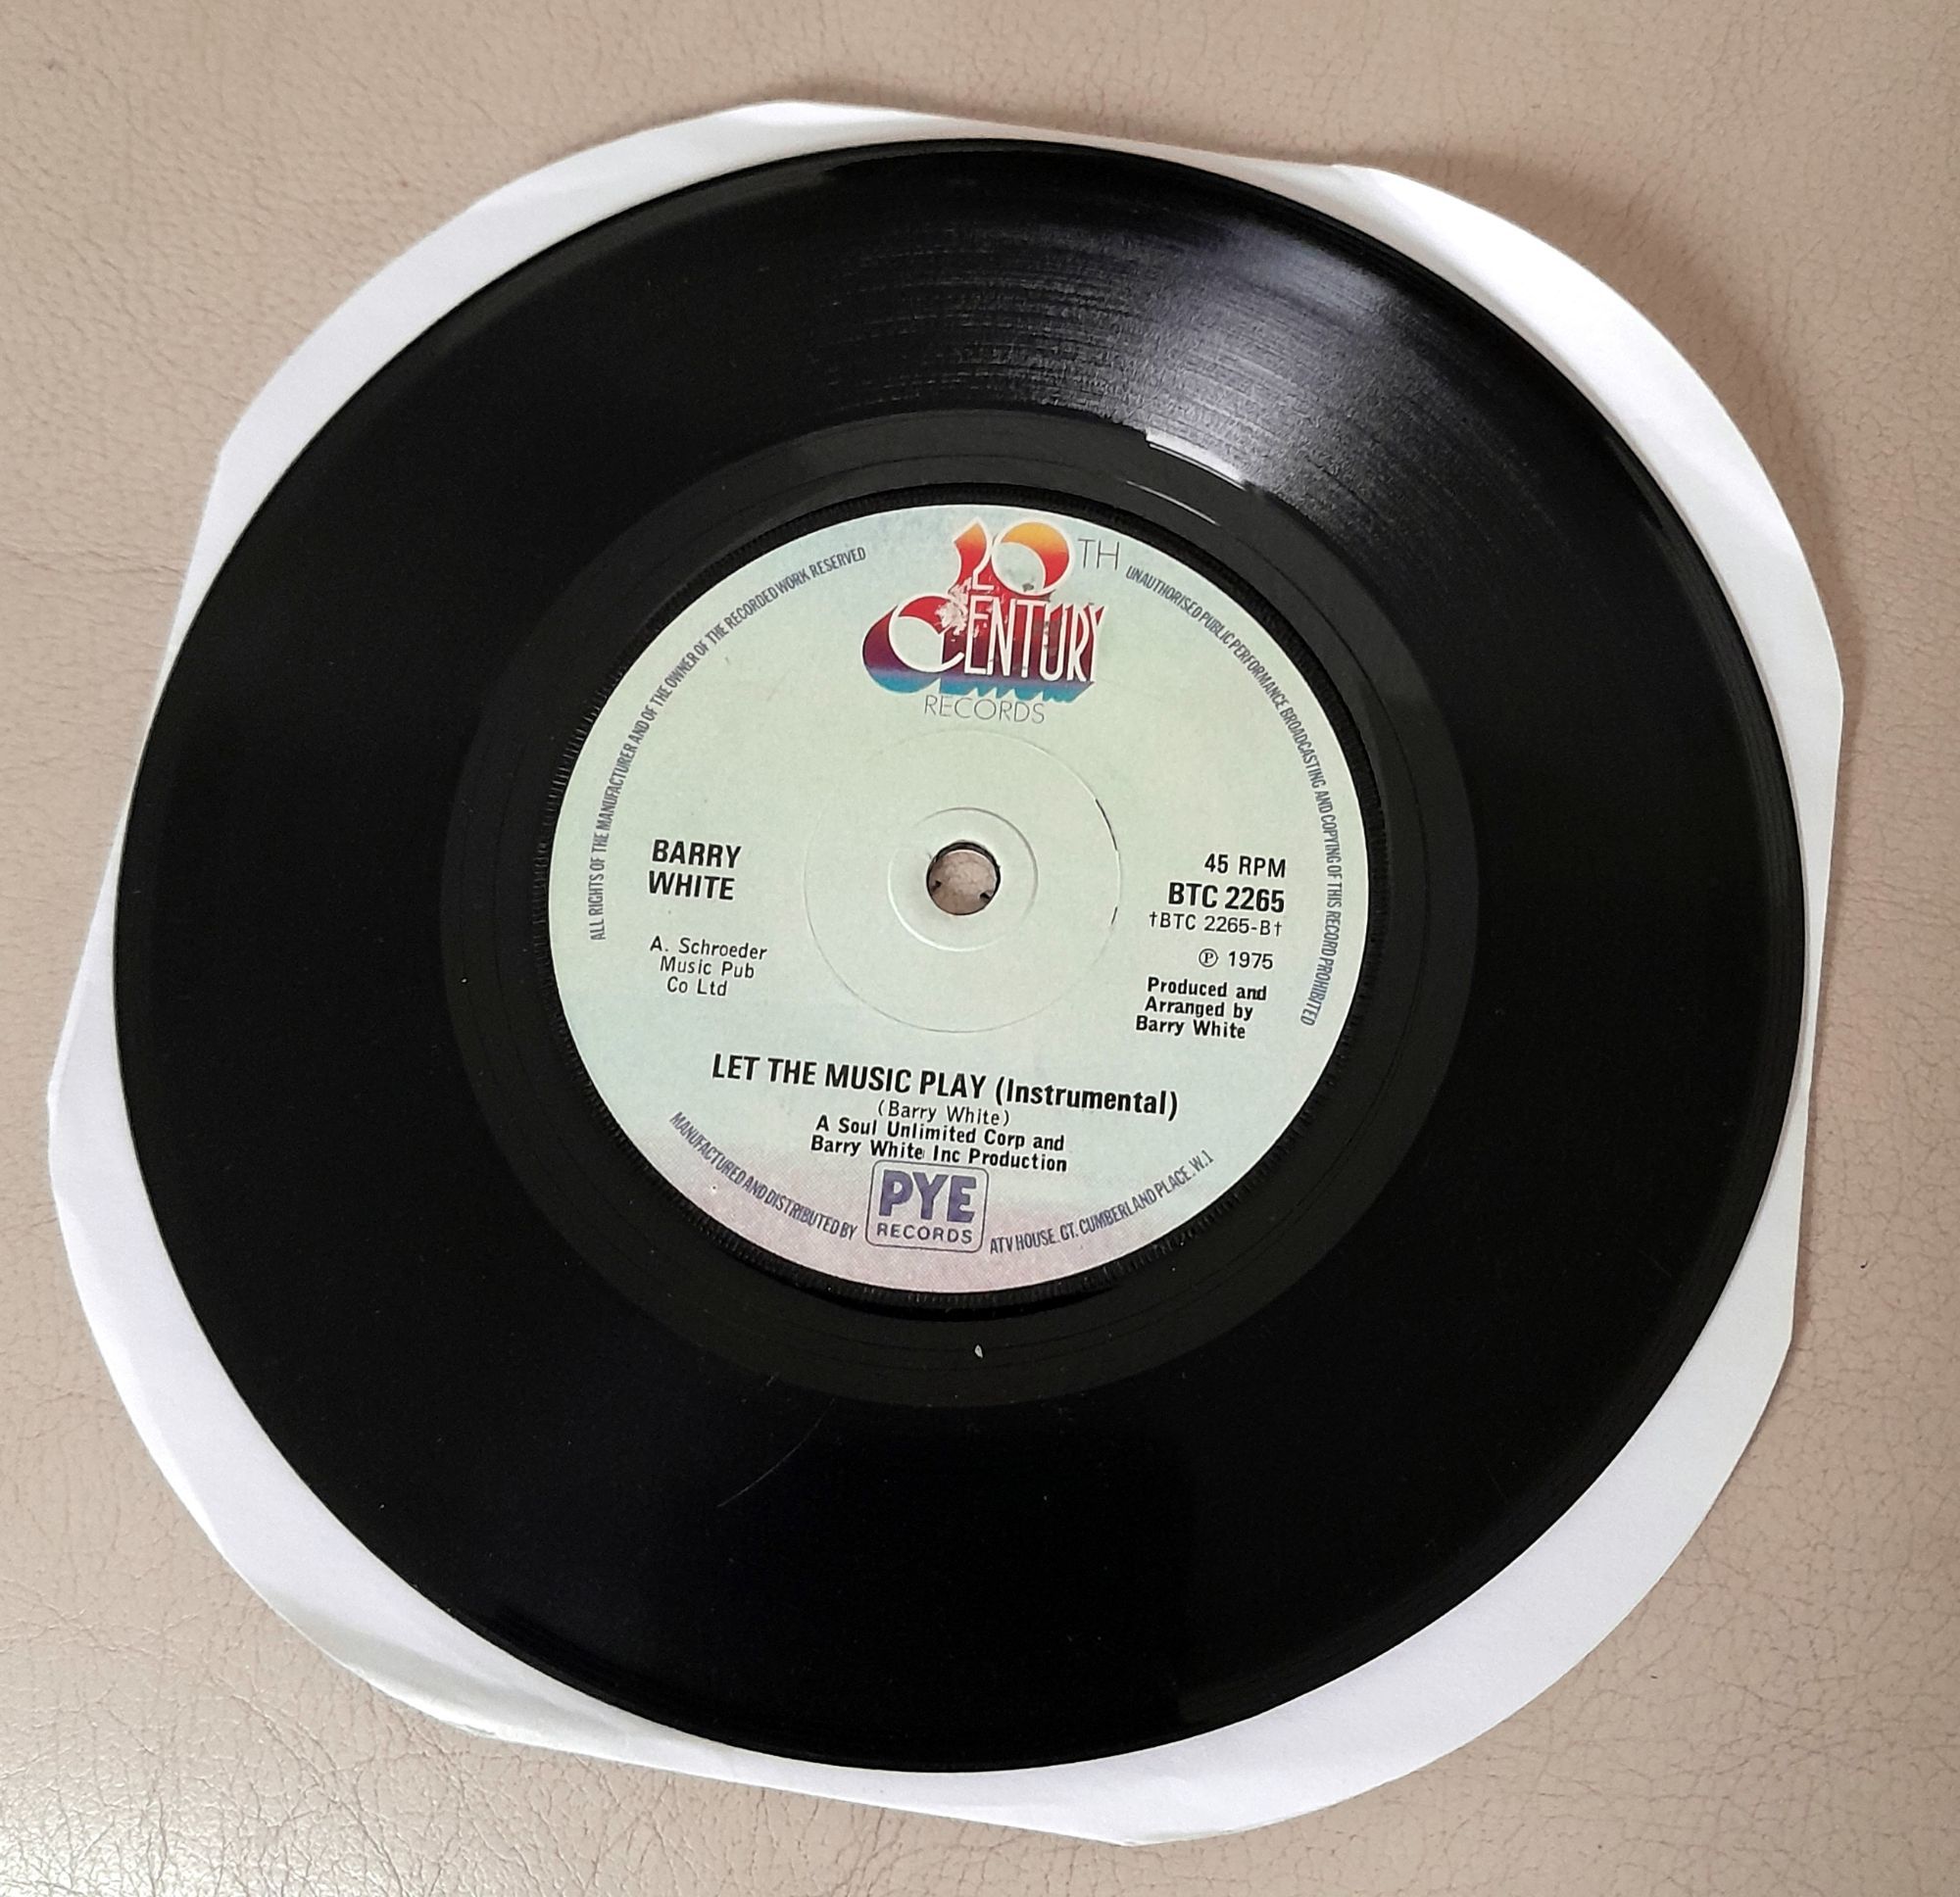 20TH
CENTURY
RECORDS
ALL RIGHTS OF THE MANUFACTURER AND OF THE OWNER OF THE RECORDED WORK RESERVED
UNAUTHORISED PUBLIC PERFORMANCE BROADCASTING AND COPYING OF THIS RECORD PROHIBITED
BARRY
WHITE
A. Schroeder
Music Pub
Co Ltd
45 RPM
BTC 2265
†BTC 2265-B†
℗ 1975
Produced and
Arranged by
Barry White
LET THE MUSIC PLAY (Instrumental)
(Barry White)
A Soul Unlimited Corp and
Barry White Inc Production
MANUFACTURED AND DISTRIBUTED BY
PYE
RECORDS
ATV HOUSE. GT. CUMBERLAND PLACE. W.1